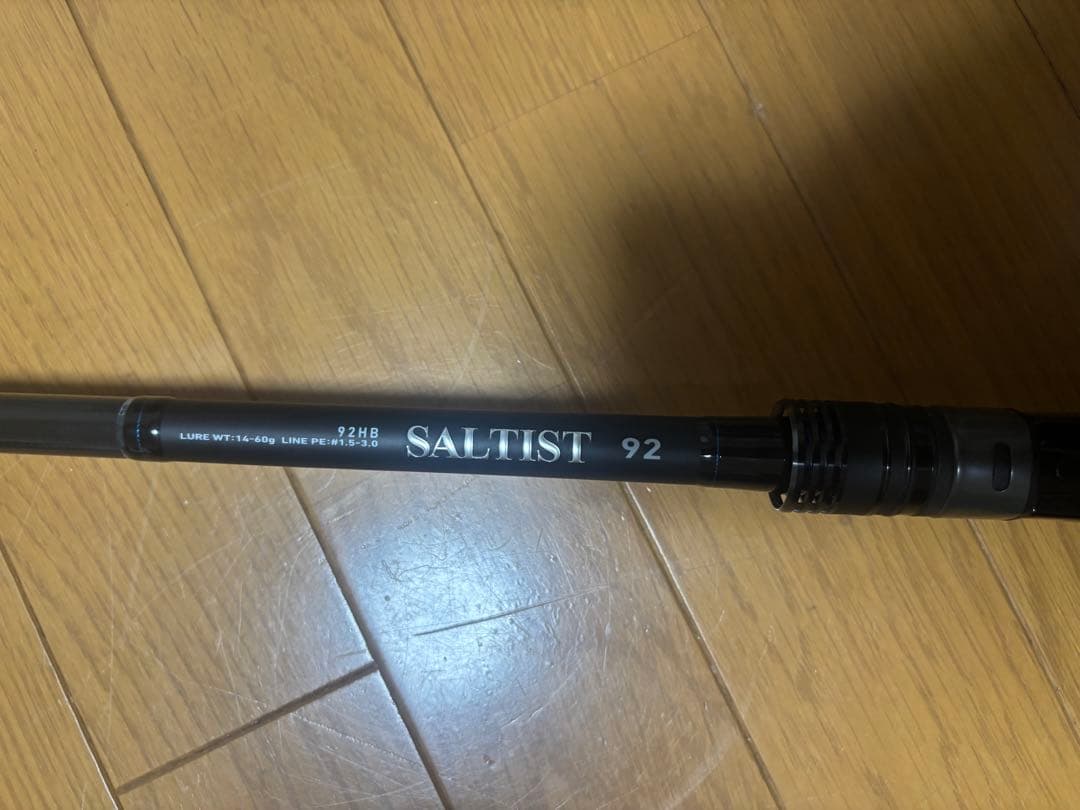 92HB
LURE WT:14-60g LINE PE:#1.5-3.0
SALTIST 92